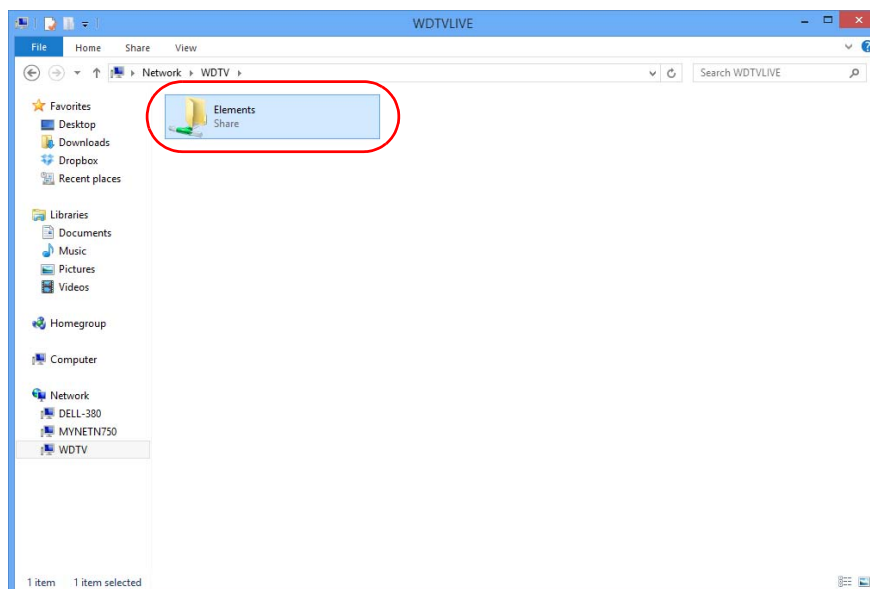 WDTVLIVE
File Home Share View
Network WDTV
Search WDTVLIVE
Favorites
Desktop
Downloads
Dropbox
Recent places
Libraries
Documents
Music
Pictures
Videos
Homegroup
Computer
Network
DELL-380
MYNETN750
WDTV
Elements
Share
1 item 1 item selected